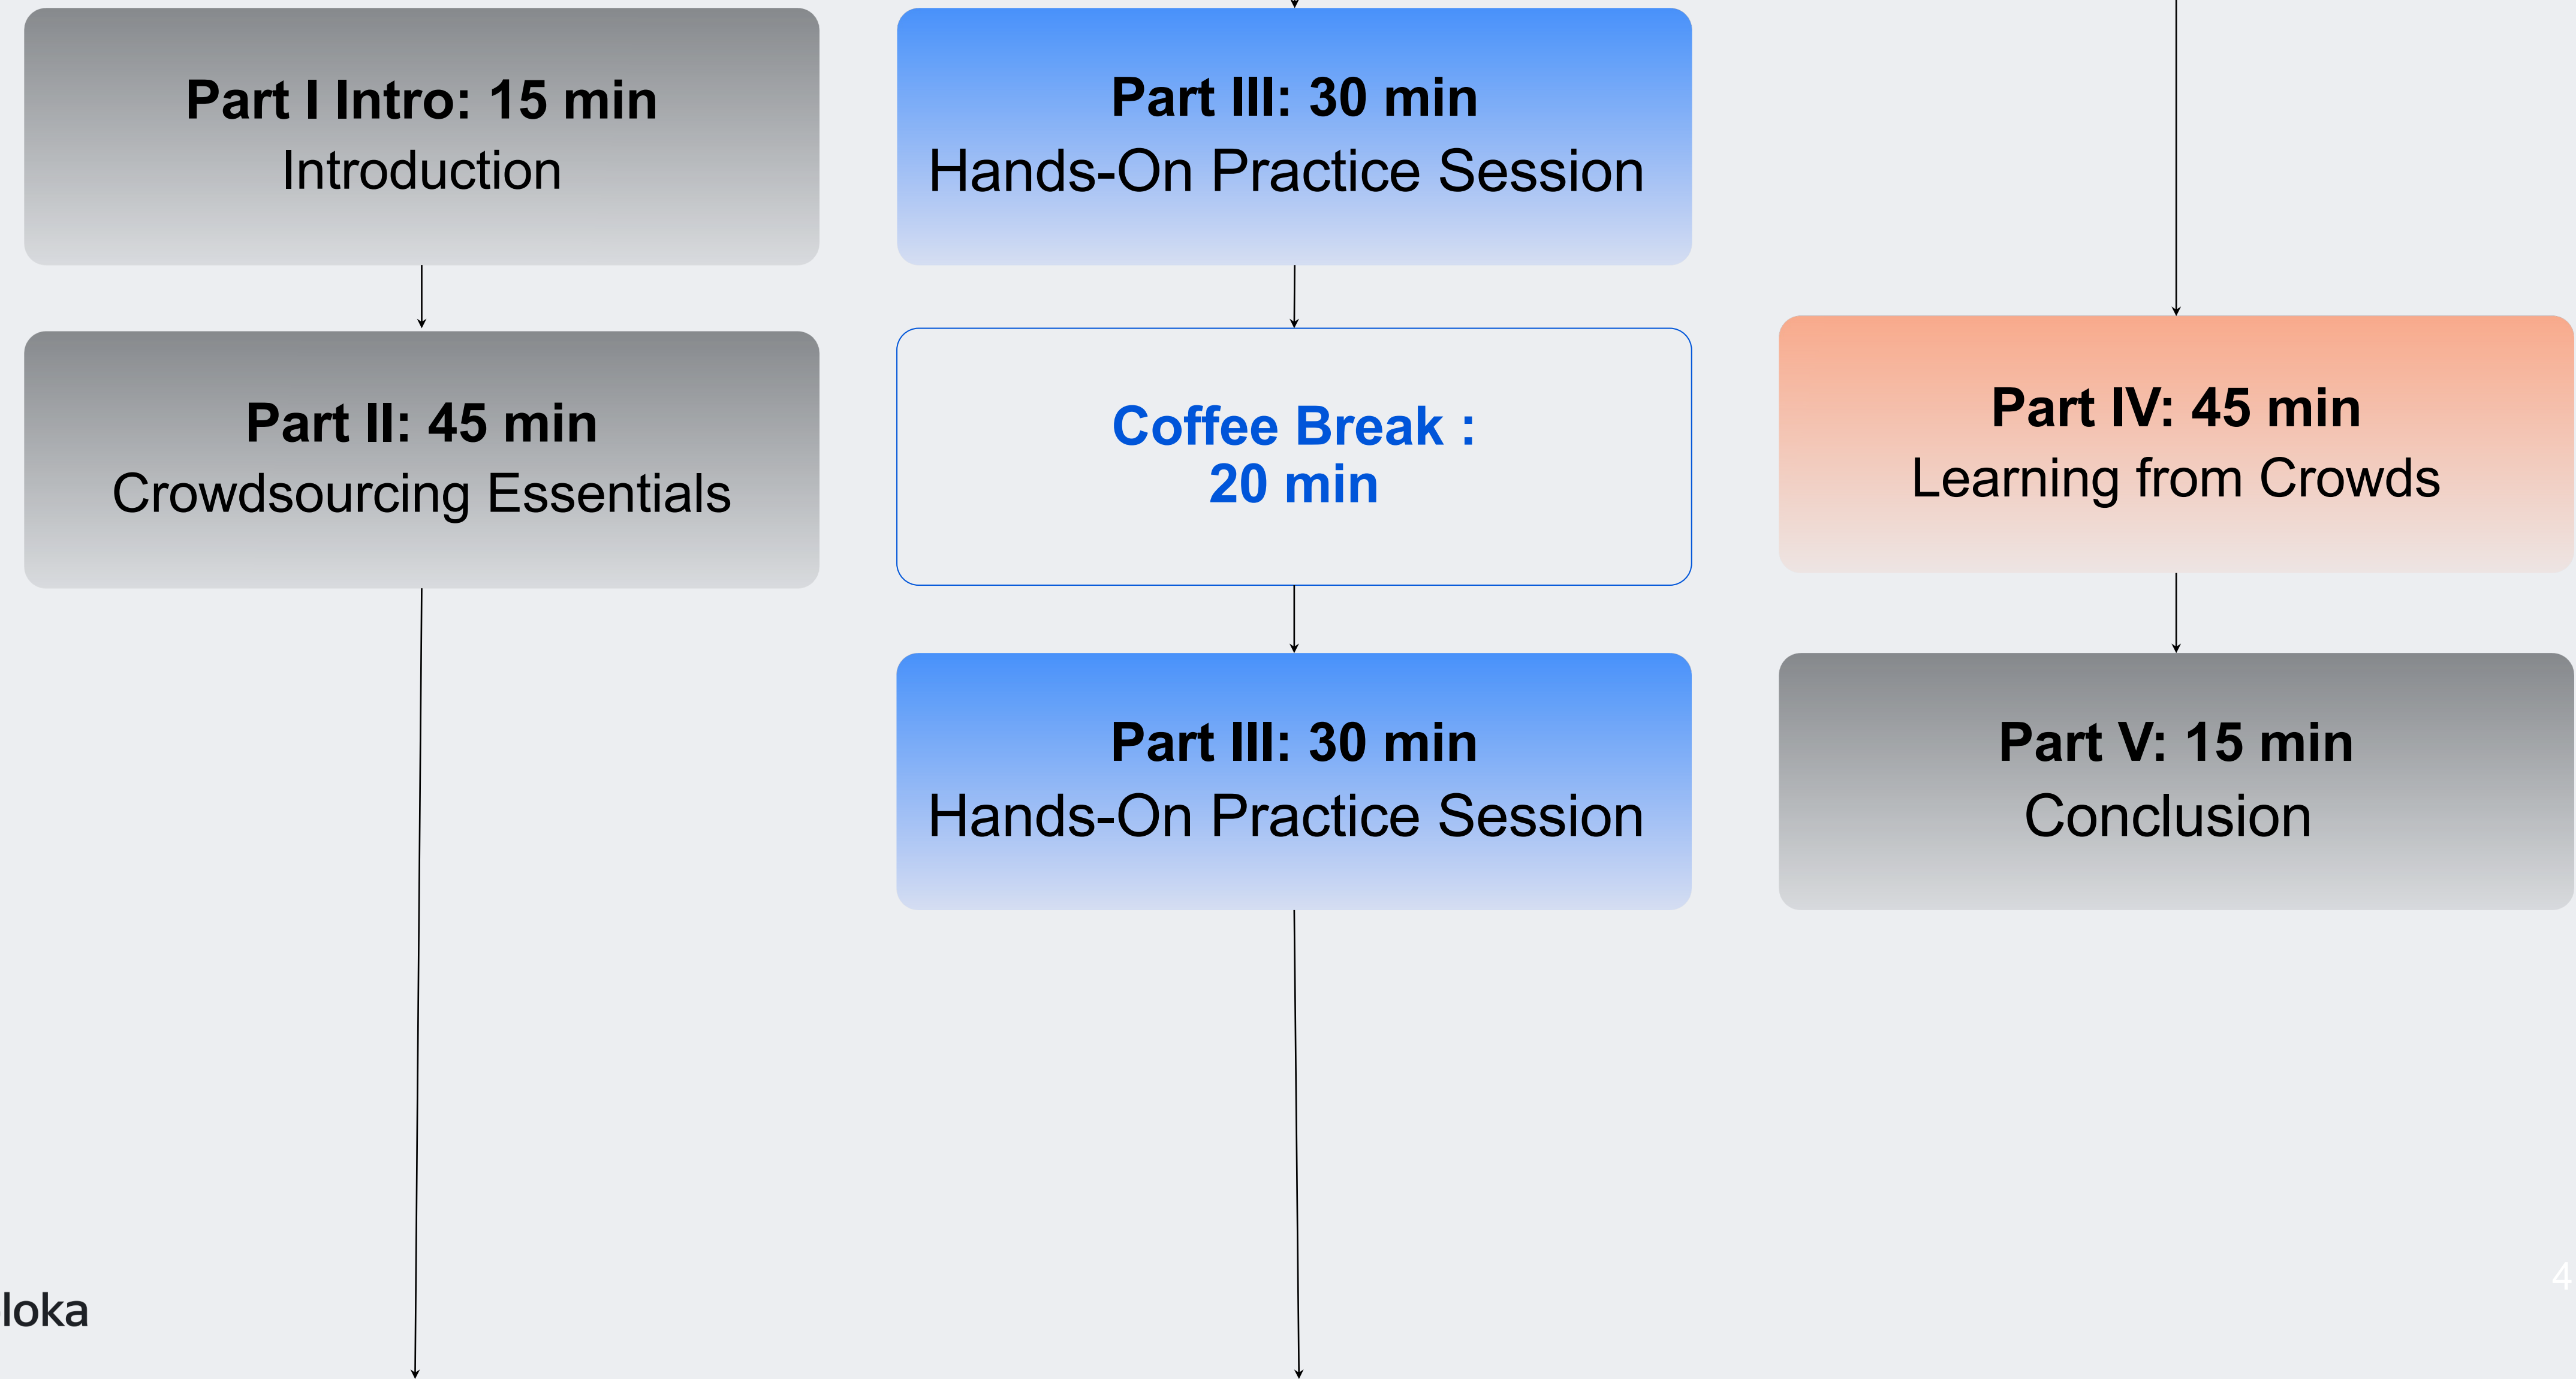 Part I Intro: 15 min
Introduction
Part II: 45 min
Crowdsourcing Essentials
Part III: 30 min
Hands-On Practice Session
Coffee Break :
20 min
Part III: 30 min
Hands-On Practice Session
Part IV: 45 min
Learning from Crowds
Part V: 15 min
Conclusion
loka
4